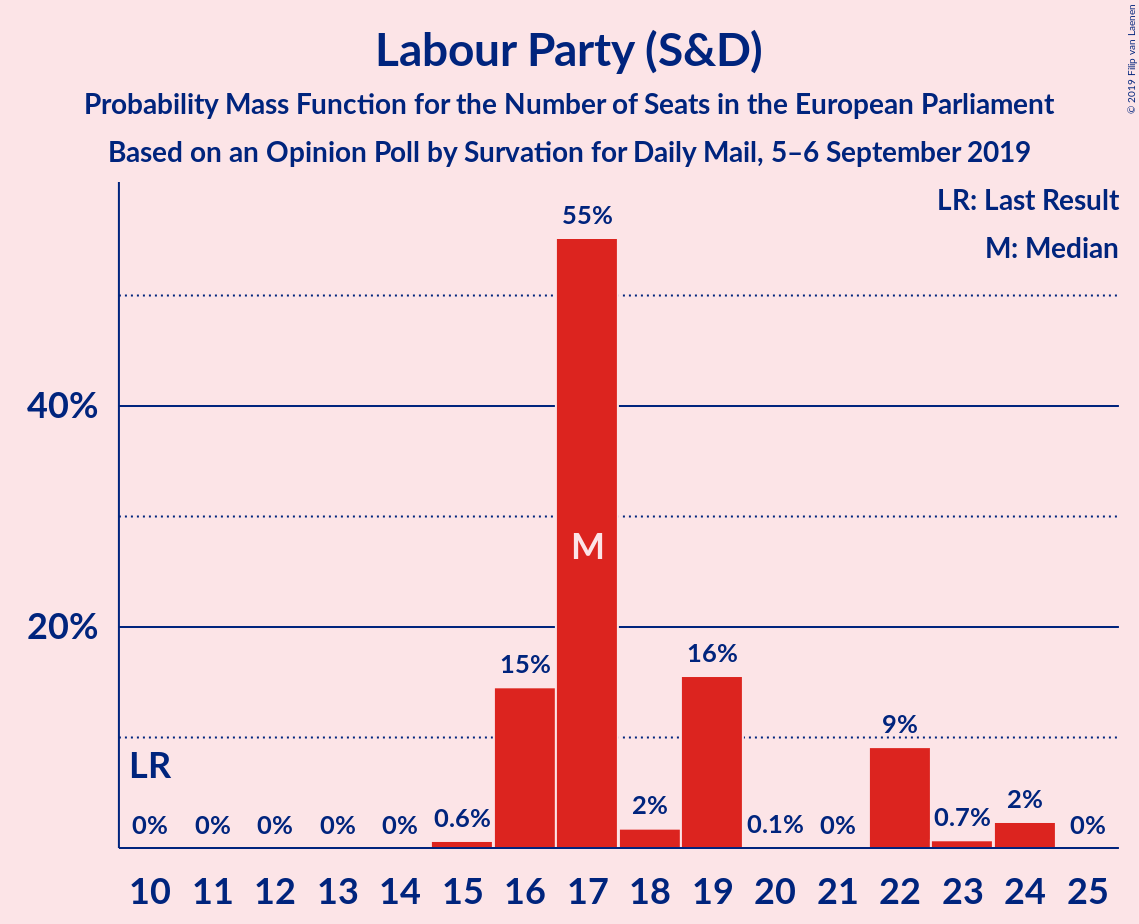 Labour Party (S&D)
Probability Mass Function for the Number of Seats in the European Parliament
Based on an Opinion Poll by Survation for Daily Mail, 5–6 September 2019
© 2019 Filip van Laenen
LR: Last Result
M: Median
55%
40%
M
20%
15%
16%
9%
LR
0%
0%
0%
0%
0%
0.6%
2%
0.1%
0%
0.7%
2%
0%
10 11 12 13 14 15 16 17 18 19 20 21 22 23 24 25